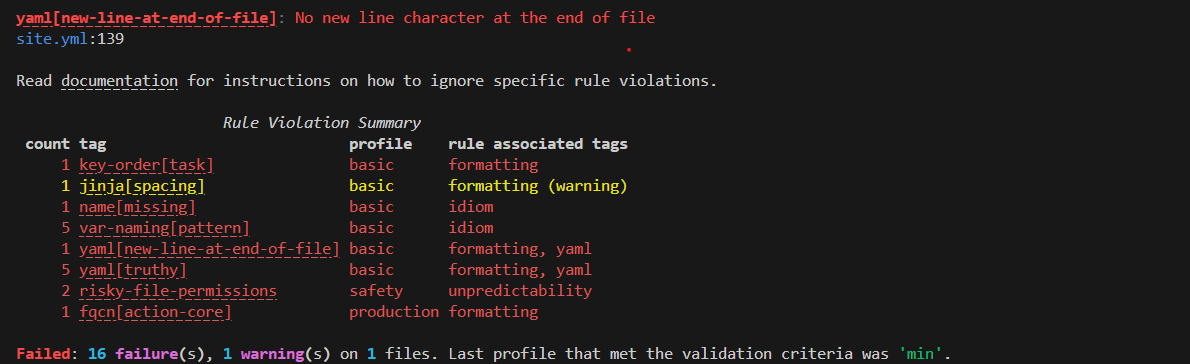 yaml[new-line-at-end-of-file]: No new line character at the end of file
site.yml:139
Read documentation for instructions on how to ignore specific rule violations.
Rule Violation Summary
count tag profile rule associated tags
1 key-order[task] basic formatting
1 jinja[spacing] basic formatting (warning)
1 name[missing] basic idiom
5 var-naming[pattern] basic idiom
1 yaml[new-line-at-end-of-file] basic formatting, yaml
5 yaml[truthy] basic formatting, yaml
2 risky-file-permissions safety unpredictability
1 fqcn[action-core] production formatting
Failed: 16 failure(s), 1 warning(s) on 1 files. Last profile that met the validation criteria was 'min'.